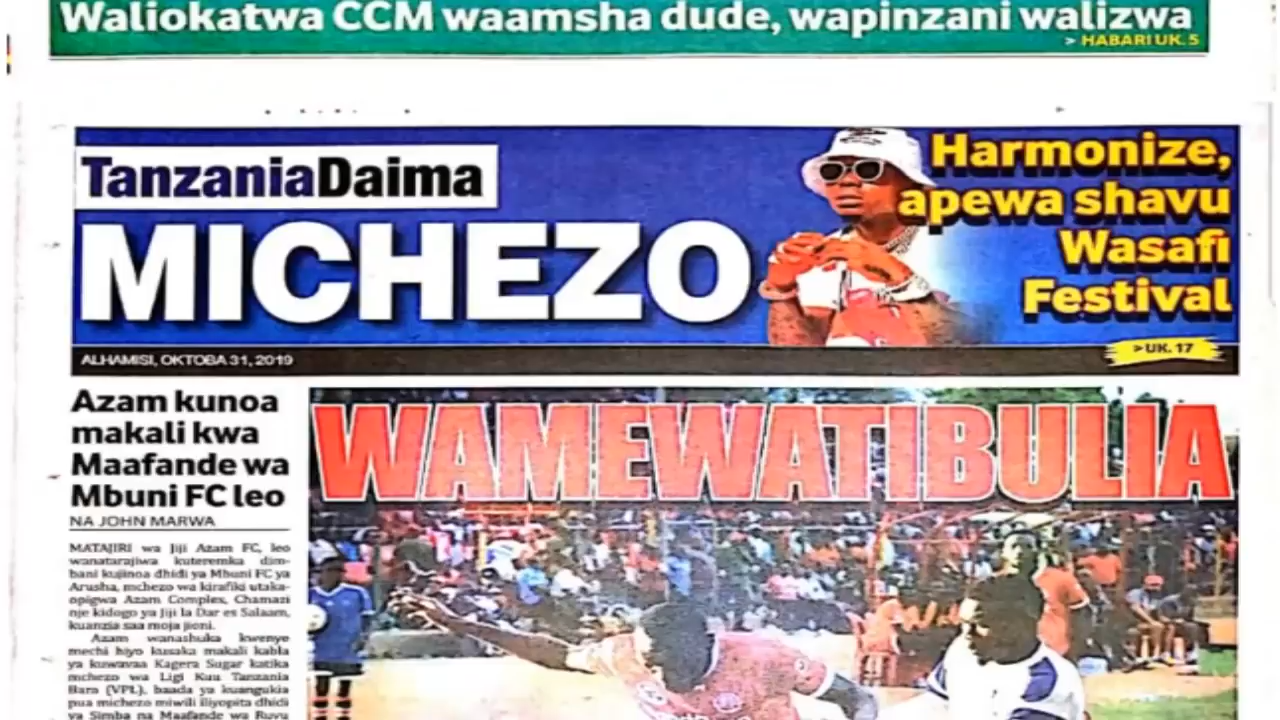 Waliokatwa CCM waamsha dude, wapinzani walizwa
> HABARI UK. 5
TanzaniaDaima
MICHEZO
Harmonize,
apewa shavu
Wasafi
Festival
>UK. 17
ALHAMISI, OKTOBA 31, 2019
Azam kunoa
makali kwa
Maafande wa
Mbuni FC leo
NA JOHN MARWA
MATAJIRI wa Jiji Azam FC, leo
wanatarajiwa kuteremka dim-
bani kujinoa dhidi ya Mbuni FC ya
Arusha, mchezo wa kirafiki utaka-
opigwa Azam Complex, Chamazi
nje kidogo ya Jiji la Dar es Salaam,
kuanzia saa moja jioni.
Azam wanashuka kwenye
mechi hiyo kusaka makali kabla
ya kuwavaa Kagera Sugar katika
mchezo wa Ligi Kuu Tanzania
Bara (VPL), baada ya kuangukia
pua michezo miwili iliyopita dhidi
ya Simba na Maafande wa Ruvu
WAMEWATIBULIA